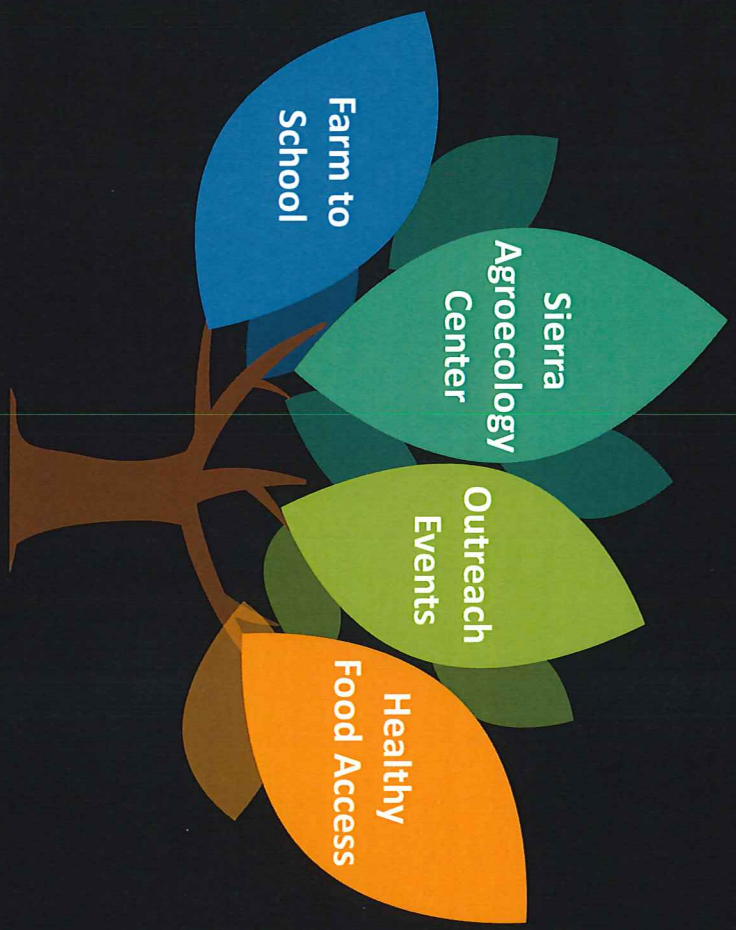 Farm to
School
Sierra
Agroecology
Center
Outreach
Events
Healthy
Food Access